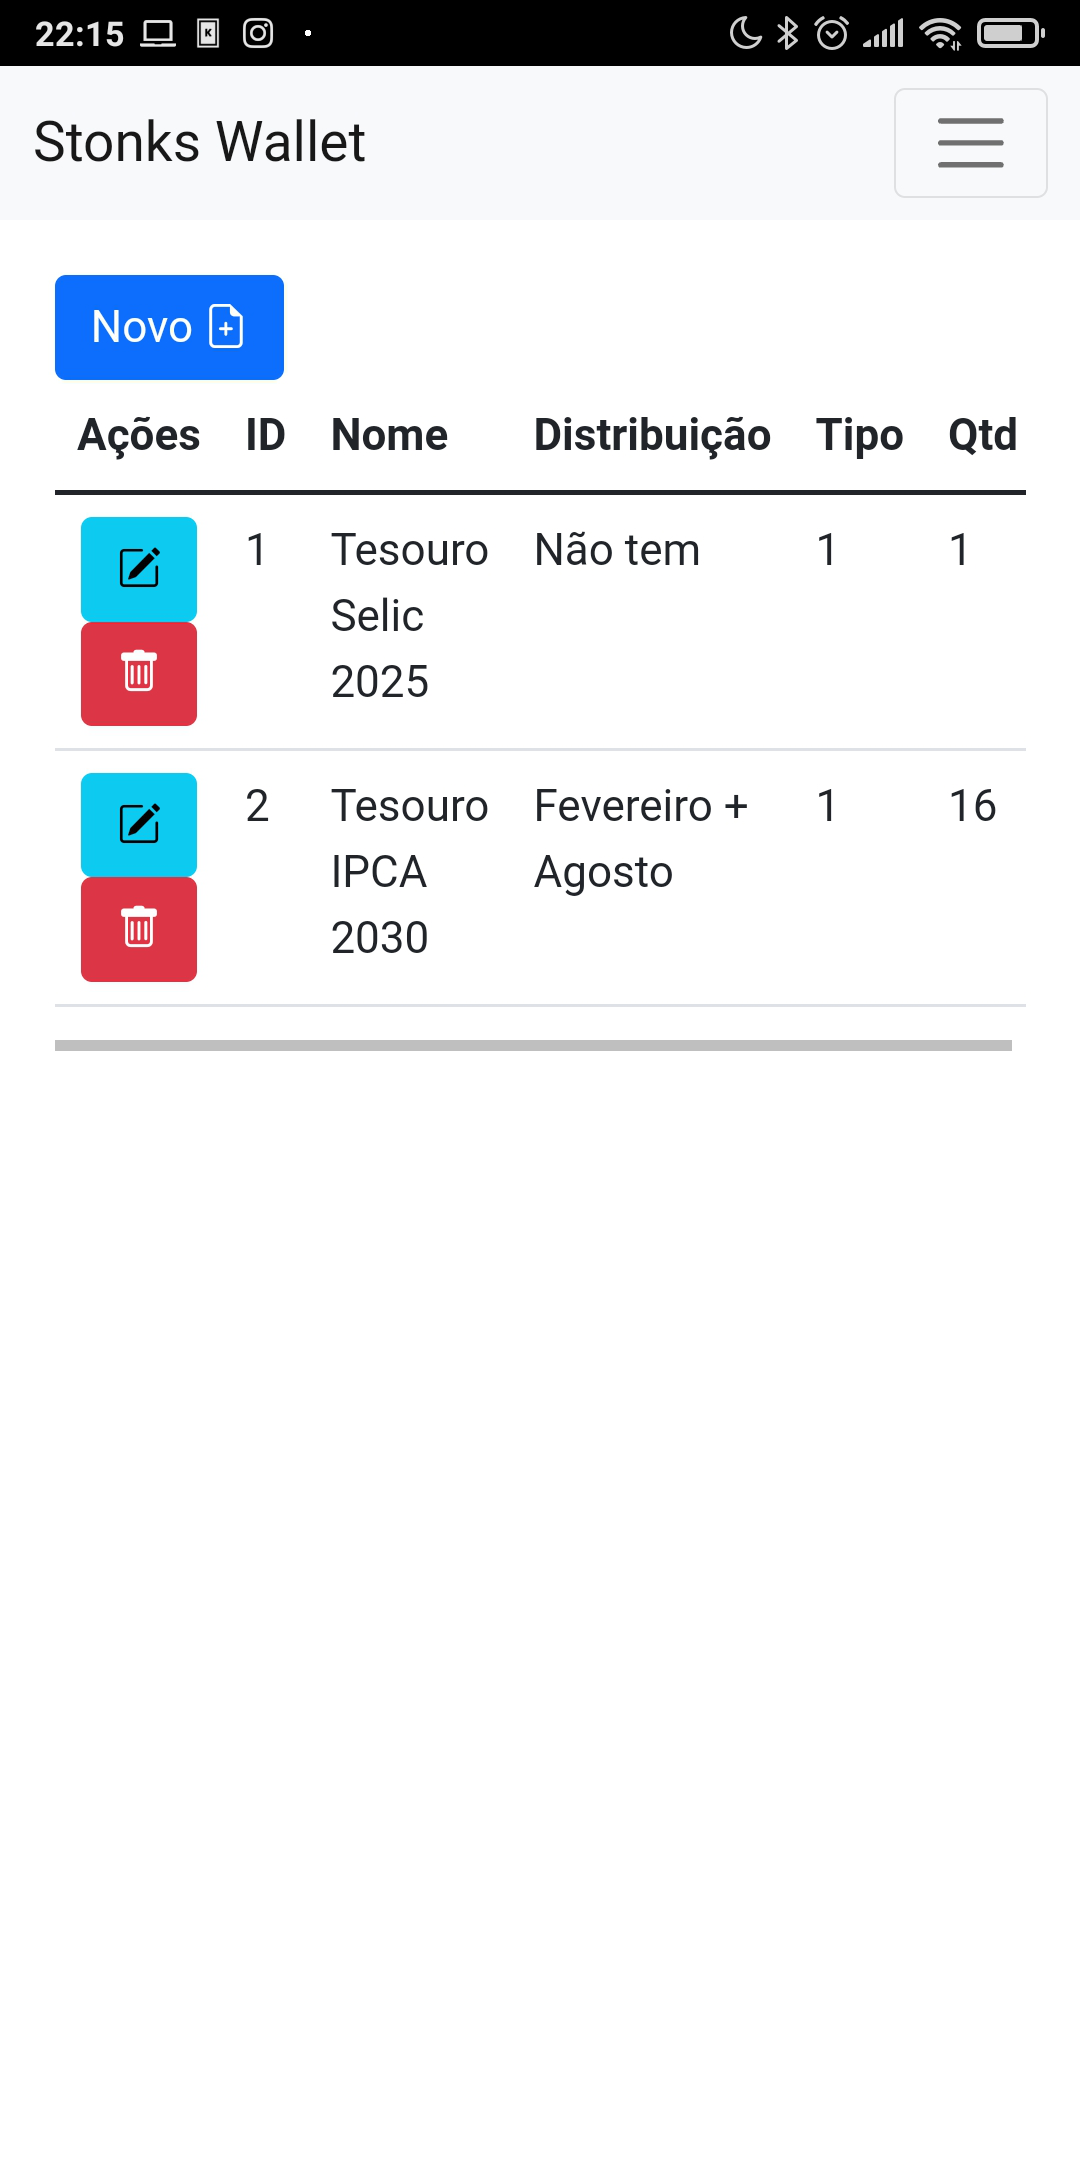 22:15
Stonks Wallet
Novo
Ações ID Nome Distribuição Tipo Qtd
1 Tesouro Não tem 1 1
Selic
2025
2 Tesouro Fevereiro + 1 16
IPCA Agosto
2030